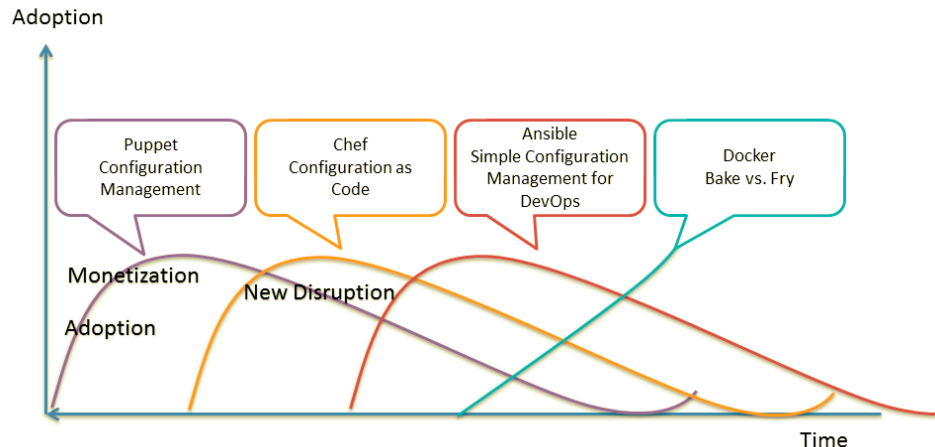 Adoption
Puppet
Configuration
Management
Chef
Configuration as
Code
Ansible
Simple Configuration
Management for
DevOps
Docker
Bake vs. Fry
Monetization
New Disruption
Adoption
Time